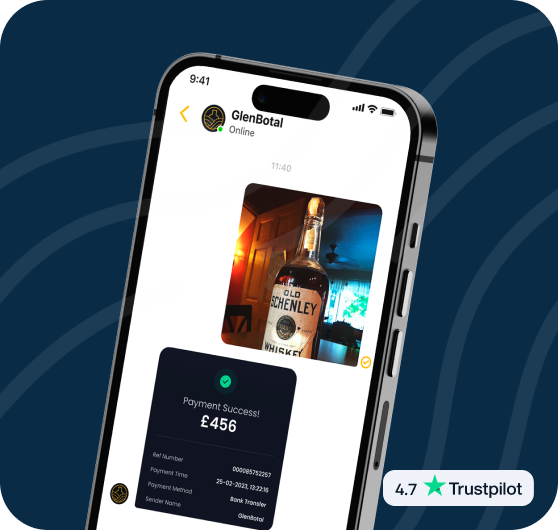 9:41
GlenBotal
Online
11:40
OLD
SCHENLEY
WHISKEY
Payment Success!
£456
Ref Number 000085752257
Payment Time 25-02-2023, 13:22:16
Payment Method Bank Transfer
Sender Name GlenBotal
4.7 Trustpilot